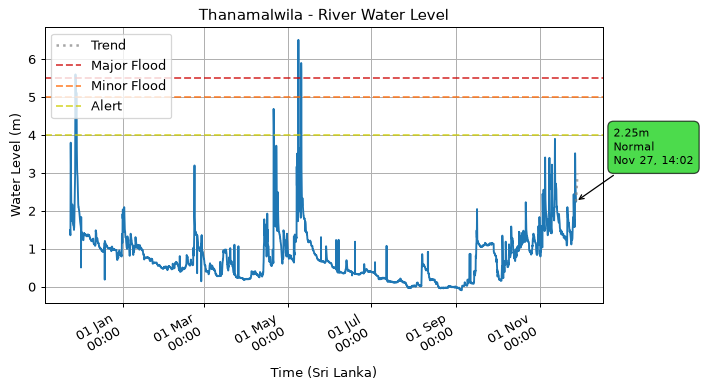 Thanamalwila - River Water Level
Trend
Major Flood
Minor Flood
Alert
2.25m
Normal
Nov 27, 14:02
Water Level (m)
6
5
4
3
2
1
0
01 Jan
00:00
01 Mar
00:00
01 May
00:00
01 Jul
00:00
01 Sep
00:00
01 Nov
00:00
Time (Sri Lanka)